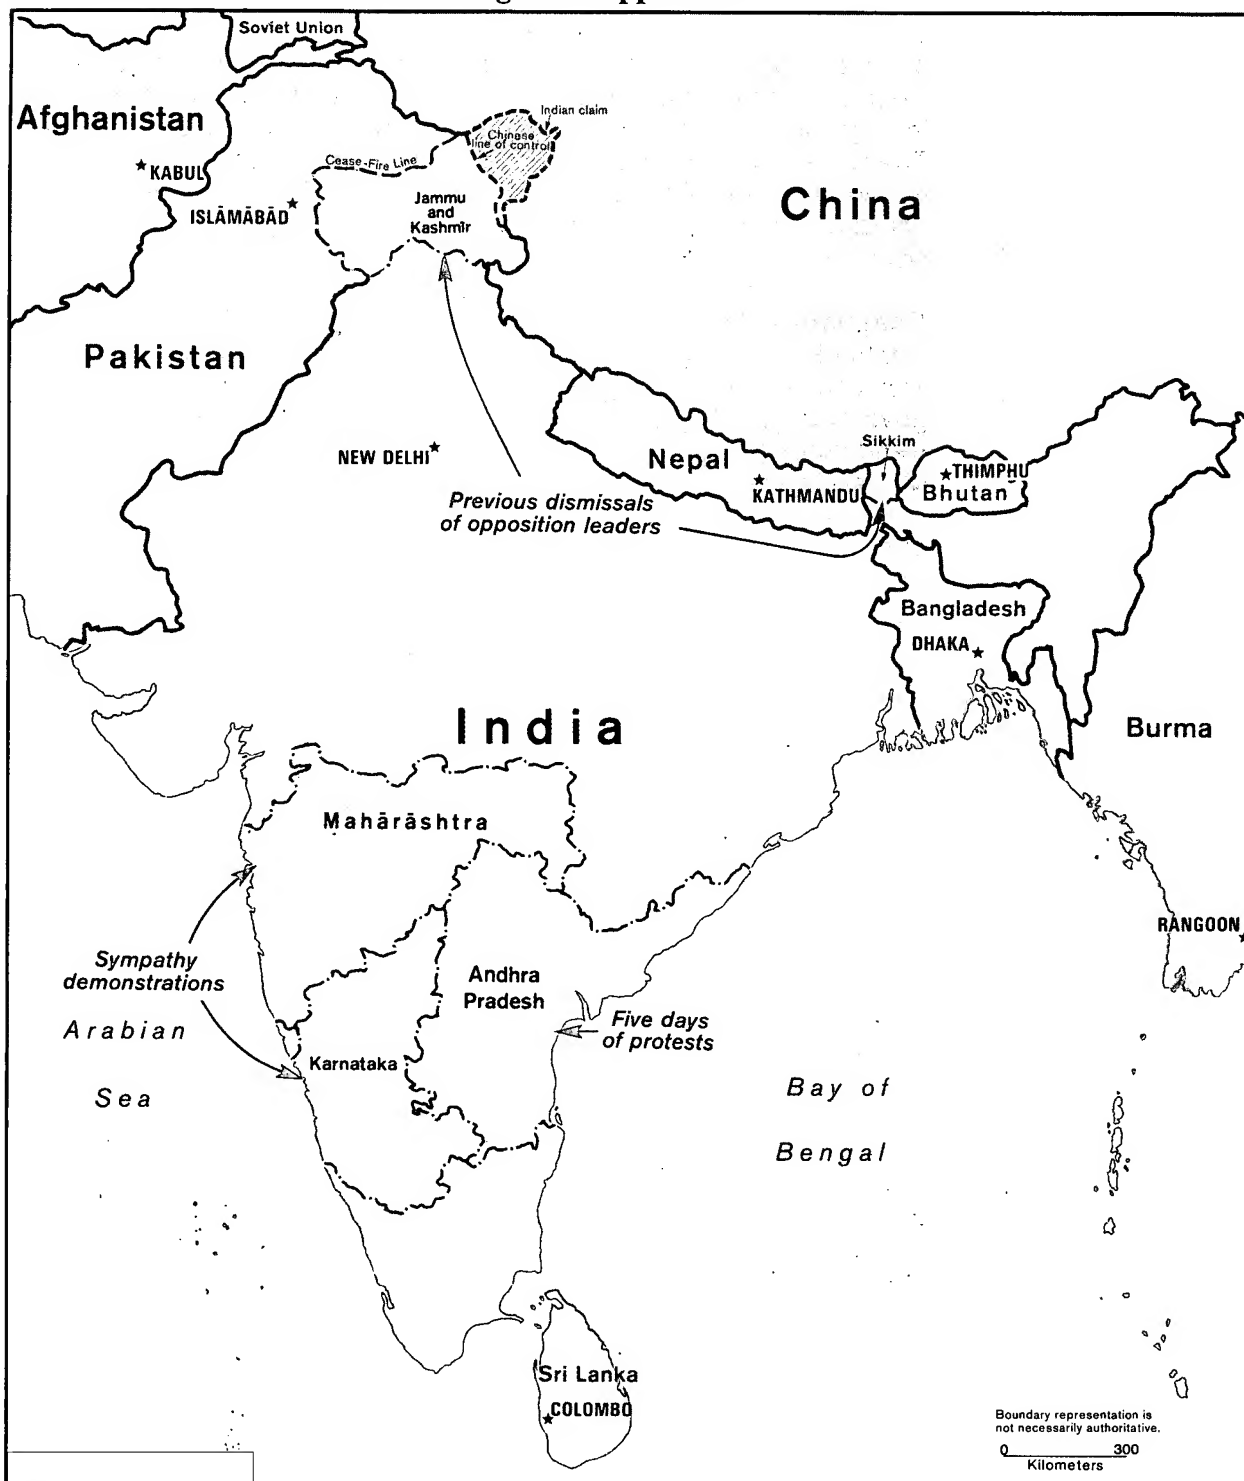 Soviet Union
Afghanistan
Indian claim
Chinese
line of control
Cease-Fire Line
KABUL
ISLĀMĀBĀD
Jammu
and
Kashmīr
China
Pakistan
NEW DELHI
Nepal
Sikkim
KATHMANDU
THIMPHU
Bhutan
Previous dismissals
of opposition leaders
Bangladesh
DHAKA
India
Burma
Mahārāshtra
RANGOON
Sympathy
demonstrations
Andhra
Pradesh
Arabian
Sea
Five days
of protests
Karnataka
Bay of
Bengal
Sri Lanka
COLOMBO
Boundary representation is
not necessarily authoritative.
0 300
Kilometers